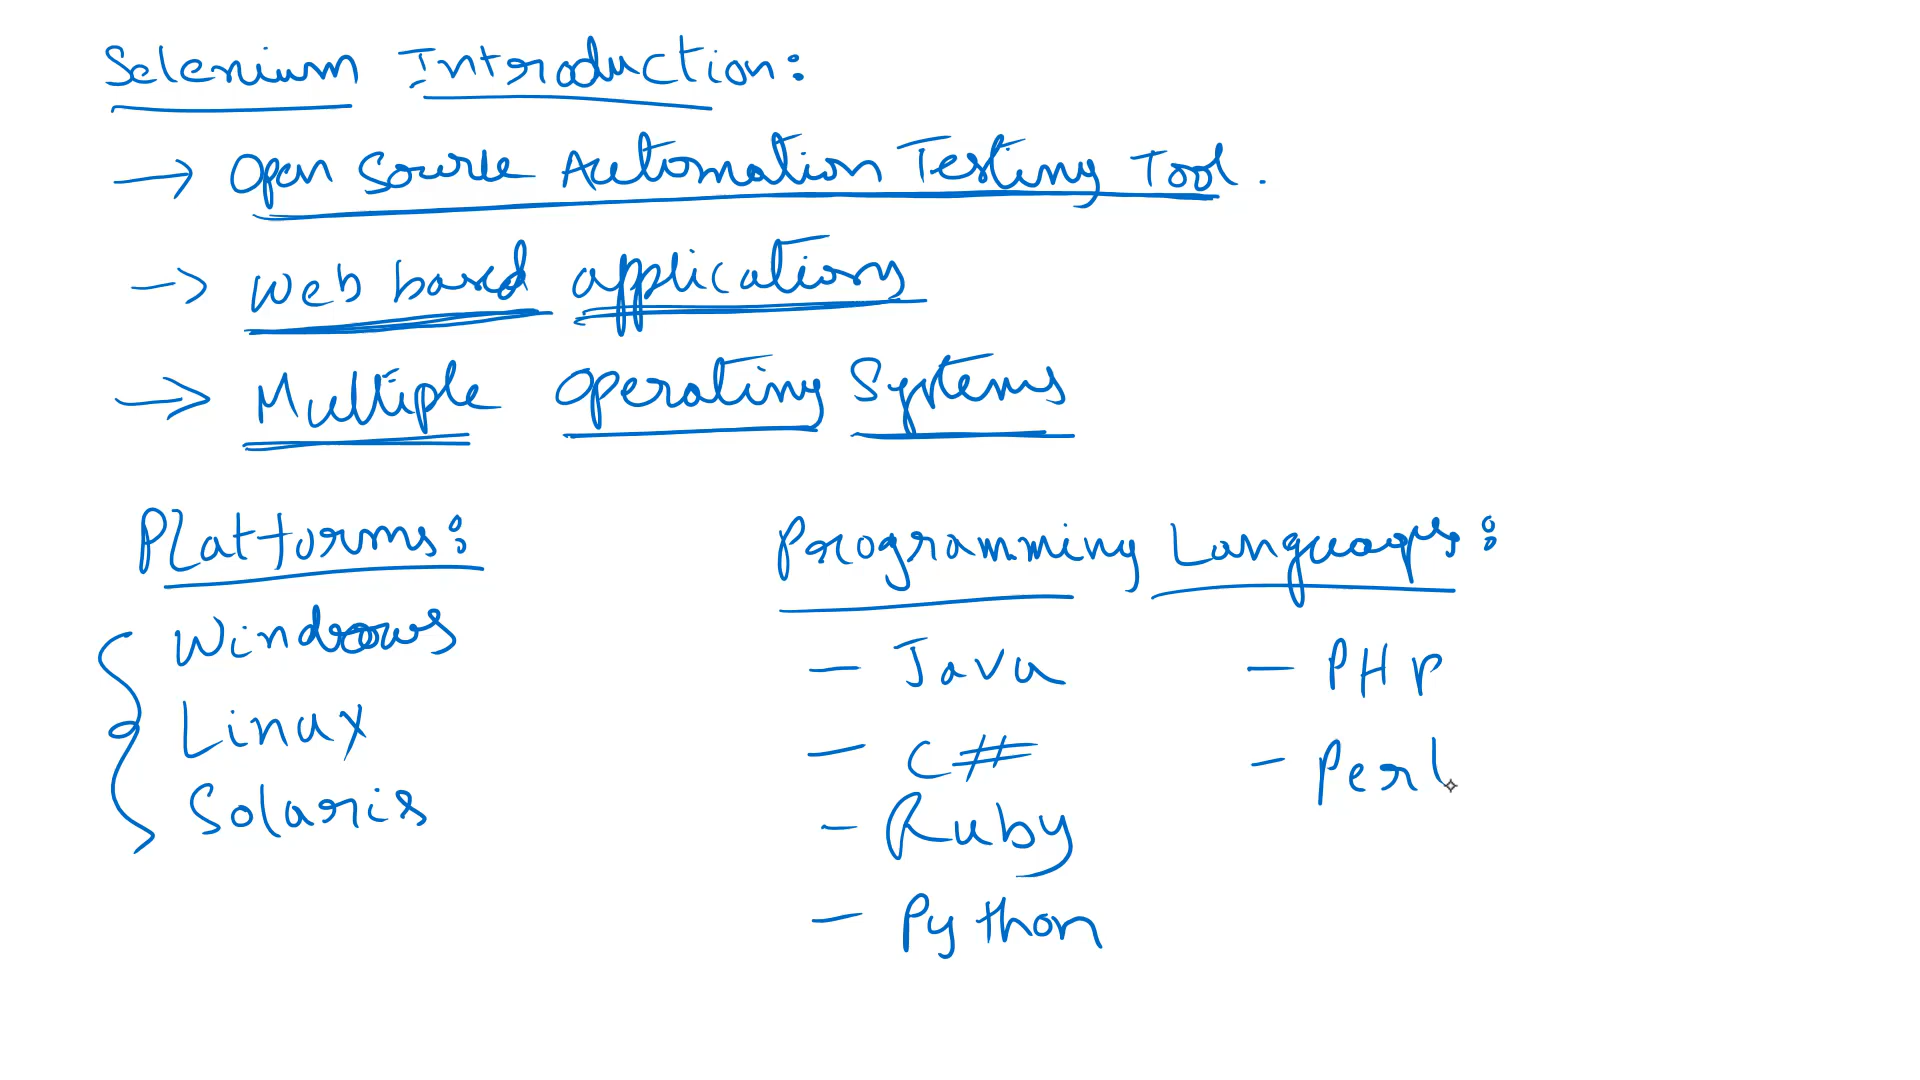 Selenium Introduction:
→ Open Source Automation Testing Tool.
→ Web based applications
→ Multiple Operating Systems
Platforms:
Windows
Linux
Solaris
Programming Languages:
- Java
- C#
- Ruby
- Python
- PHP
- Perl